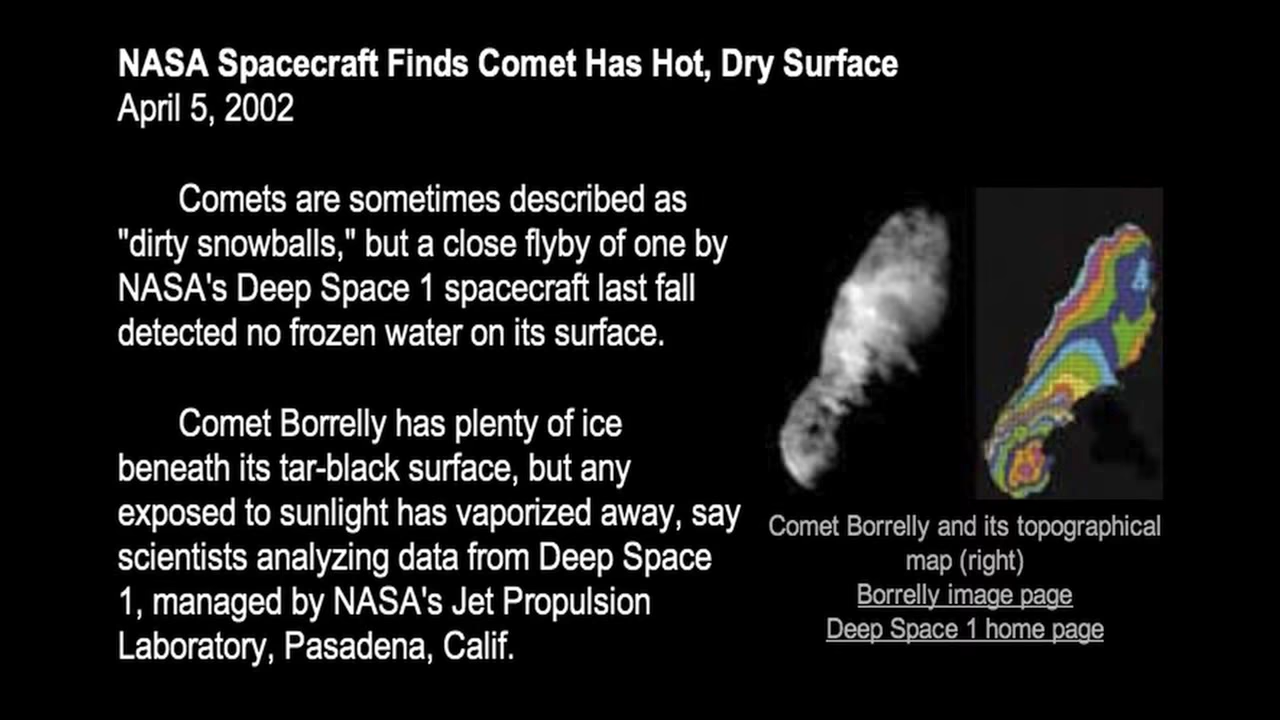 NASA Spacecraft Finds Comet Has Hot, Dry Surface
April 5, 2002
Comets are sometimes described as
"dirty snowballs," but a close flyby of one by
NASA's Deep Space 1 spacecraft last fall
detected no frozen water on its surface.
Comet Borrelly has plenty of ice
beneath its tar-black surface, but any
exposed to sunlight has vaporized away, say
scientists analyzing data from Deep Space
1, managed by NASA's Jet Propulsion
Laboratory, Pasadena, Calif.
Comet Borrelly and its topographical
map (right)
Borrelly image page
Deep Space 1 home page